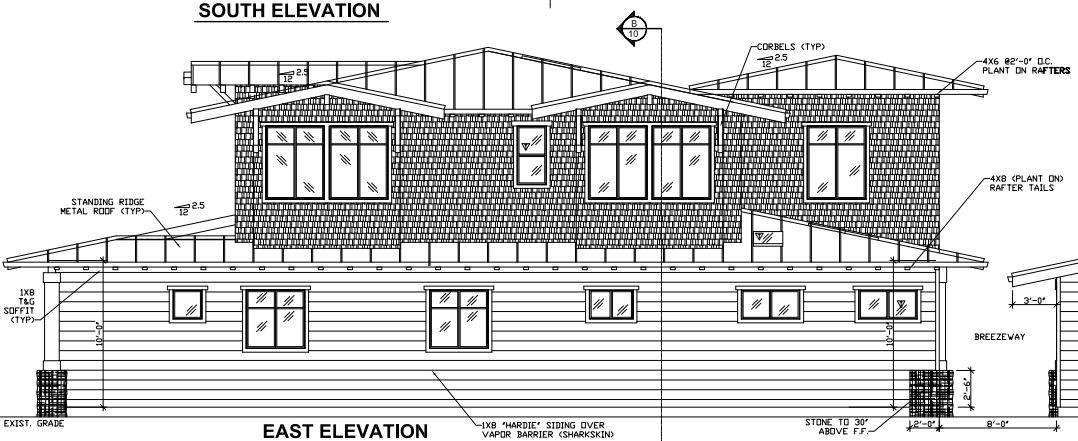 SOUTH ELEVATION
B
10
CORBELS (TYP)
2.5
12
2.5
12
4X6 @2'-0" O.C.
PLANT ON RAFTERS
4X8 (PLANT ON)
RAFTER TAILS
STANDING RIDGE
METAL ROOF (TYP)
2.5
12
1X8
T&G
SOFFIT
(TYP)
10'-0"
10'-0"
3'-0"
BREEZEWAY
2'-6"
EXIST. GRADE
EAST ELEVATION
1X8 "HARDIE" SIDING OVER
VAPOR BARRIER (SHARKSKIN)
STONE TO 30"
ABOVE F.F.
2'-0"
8'-0"